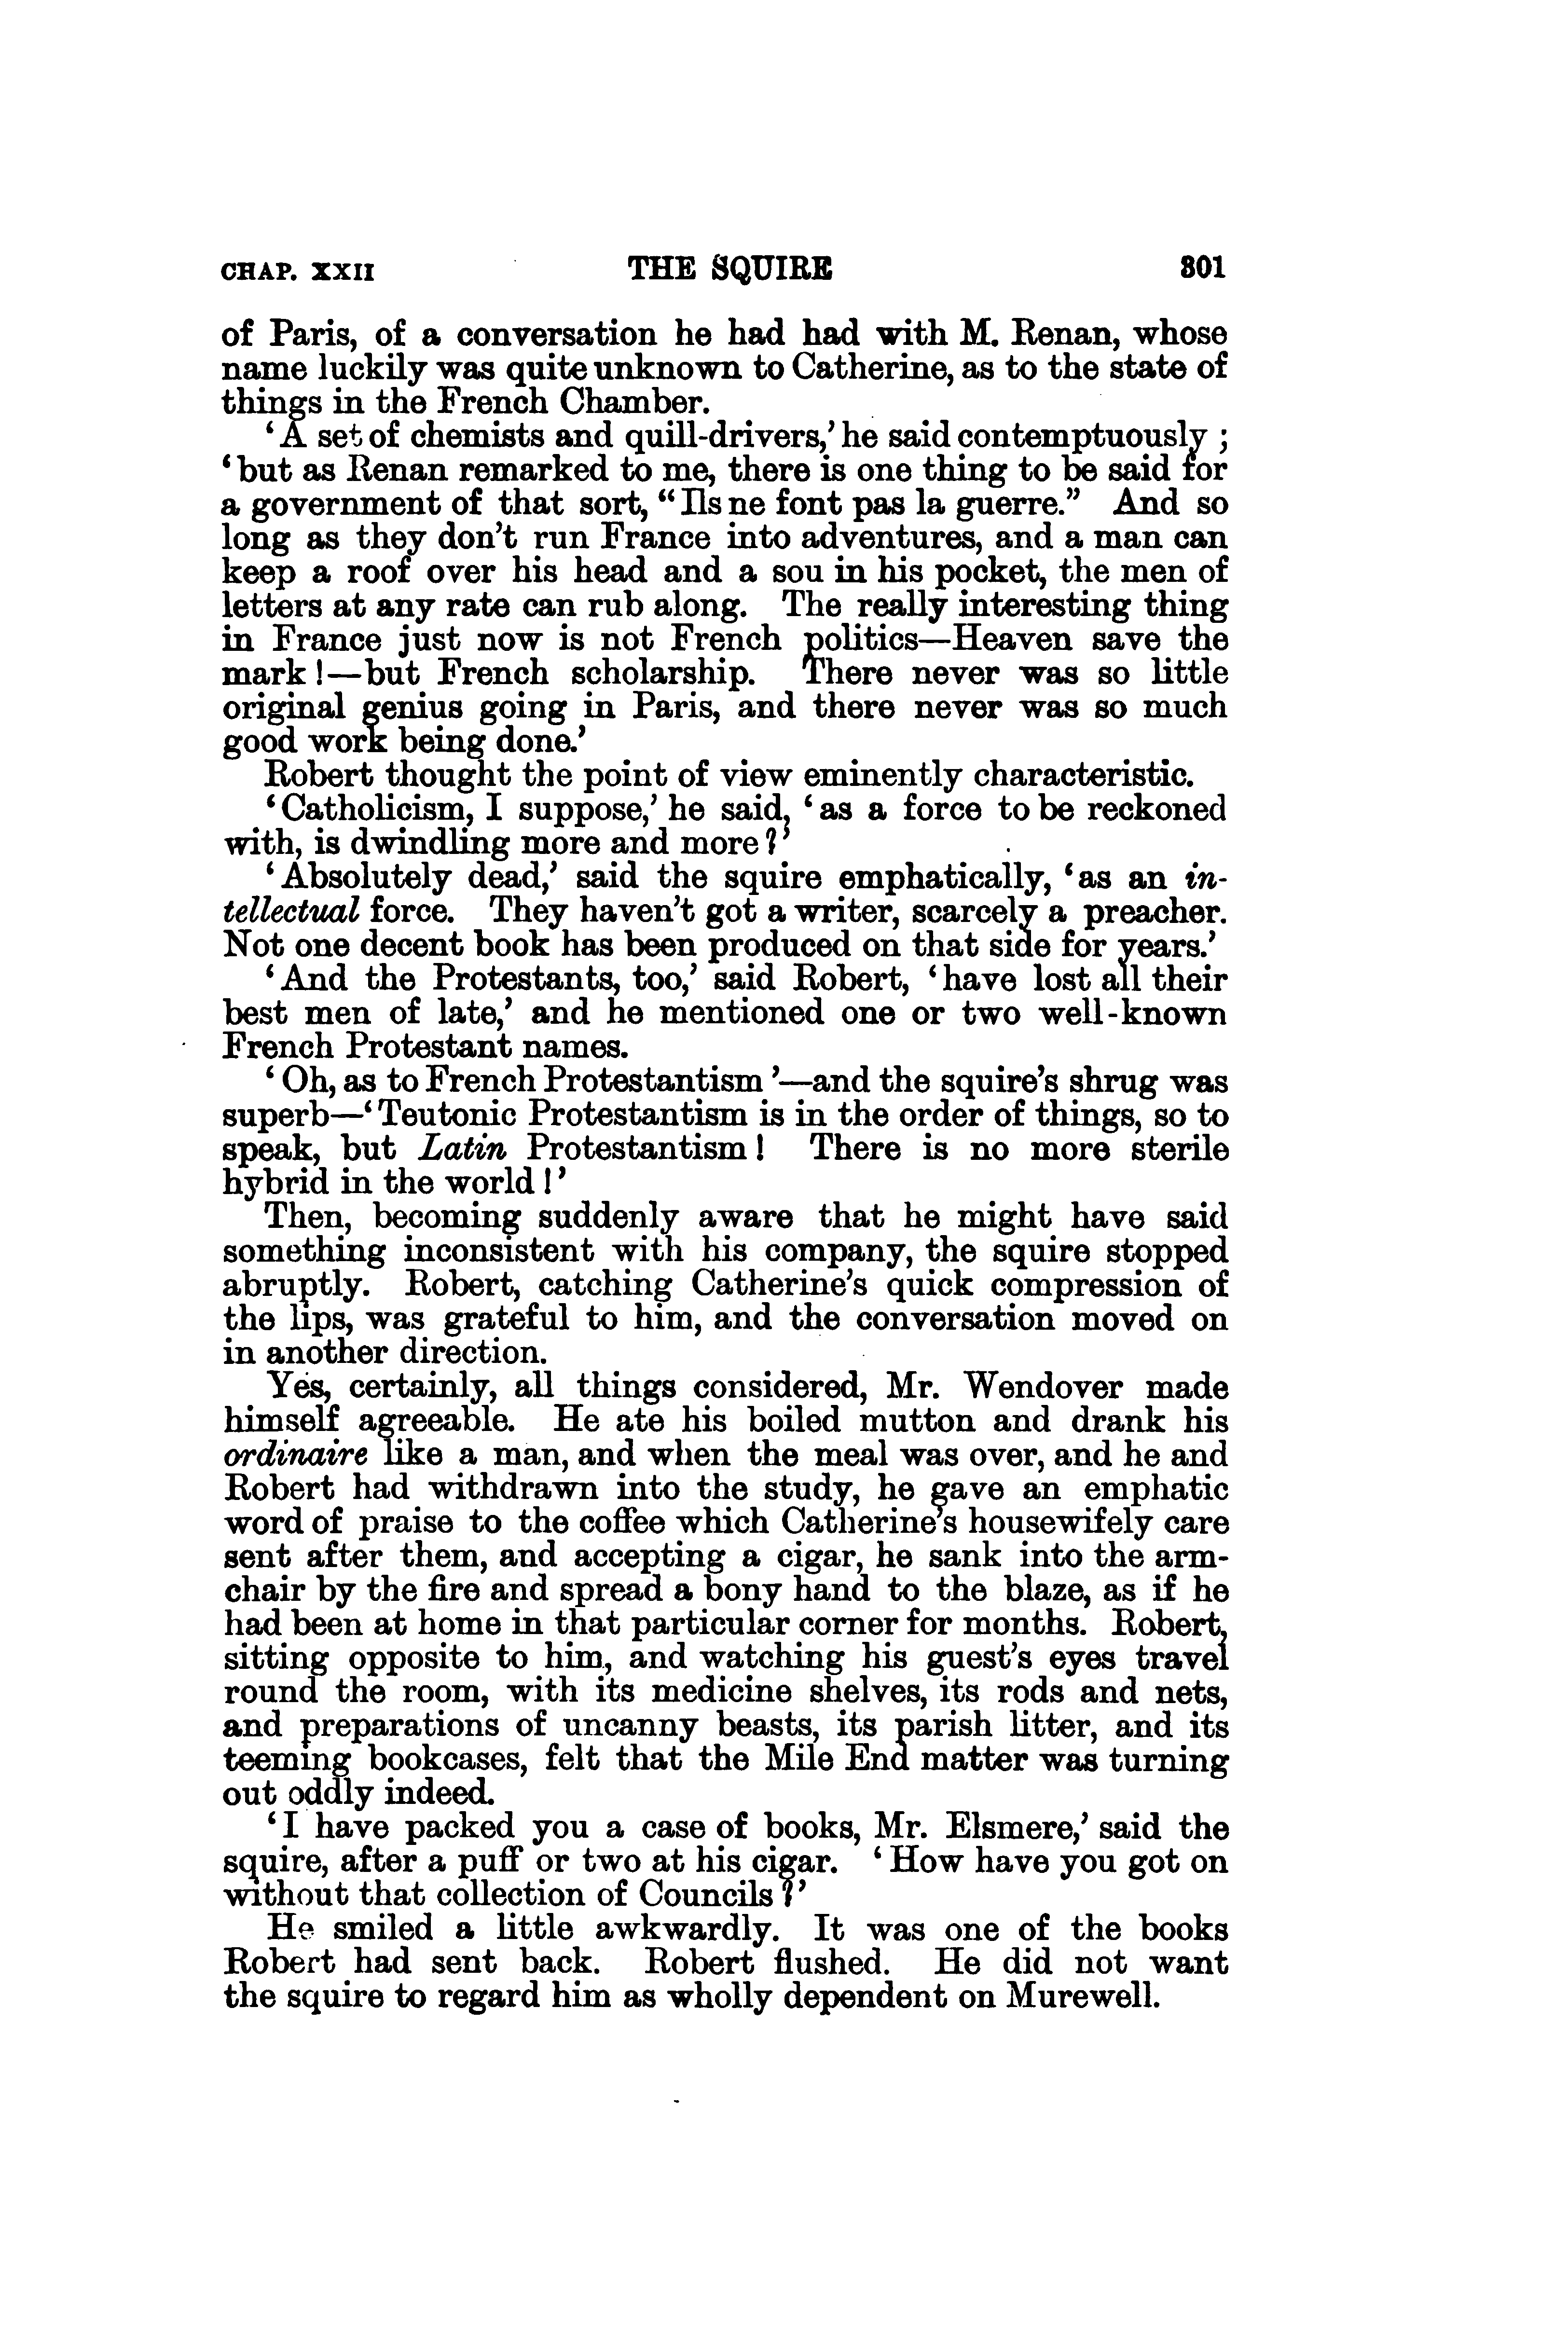 CHAP. XXII THE SQUIRE 301
of Paris, of a conversation he had had with M. Renan, whose
name luckily was quite unknown to Catherine, as to the state of
things in the French Chamber.
‘A set of chemists and quill-drivers,’ he said contemptuously ;
‘but as Renan remarked to me, there is one thing to be said for
a government of that sort, “Ils ne font pas la guerre.” And so
long as they don’t run France into adventures, and a man can
keep a roof over his head and a sou in his pocket, the men of
letters at any rate can rub along. The really interesting thing
in France just now is not French politics—Heaven save the
mark !—but French scholarship. There never was so little
original genius going in Paris, and there never was so much
good work being done.’
Robert thought the point of view eminently characteristic.
‘Catholicism, I suppose,’ he said, ‘as a force to be reckoned
with, is dwindling more and more ?’
‘Absolutely dead,’ said the squire emphatically, ‘as an in-
tellectual force. They haven’t got a writer, scarcely a preacher.
Not one decent book has been produced on that side for years.’
‘And the Protestants, too,’ said Robert, ‘have lost all their
best men of late,’ and he mentioned one or two well-known
French Protestant names.
‘Oh, as to French Protestantism’—and the squire’s shrug was
superb—‘Teutonic Protestantism is in the order of things, so to
speak, but Latin Protestantism ! There is no more sterile
hybrid in the world !’
Then, becoming suddenly aware that he might have said
something inconsistent with his company, the squire stopped
abruptly. Robert, catching Catherine’s quick compression of
the lips, was grateful to him, and the conversation moved on
in another direction.
Yes, certainly, all things considered, Mr. Wendover made
himself agreeable. He ate his boiled mutton and drank his
ordinaire like a man, and when the meal was over, and he and
Robert had withdrawn into the study, he gave an emphatic
word of praise to the coffee which Catherine’s housewifely care
sent after them, and accepting a cigar, he sank into the arm-
chair by the fire and spread a bony hand to the blaze, as if he
had been at home in that particular corner for months. Robert,
sitting opposite to him, and watching his guest’s eyes travel
round the room, with its medicine shelves, its rods and nets,
and preparations of uncanny beasts, its parish litter, and its
teeming bookcases, felt that the Mile End matter was turning
out oddly indeed.
‘I have packed you a case of books, Mr. Elsmere,’ said the
squire, after a puff or two at his cigar. ‘How have you got on
without that collection of Councils ?’
He smiled a little awkwardly. It was one of the books
Robert had sent back. Robert flushed. He did not want
the squire to regard him as wholly dependent on Murewell.